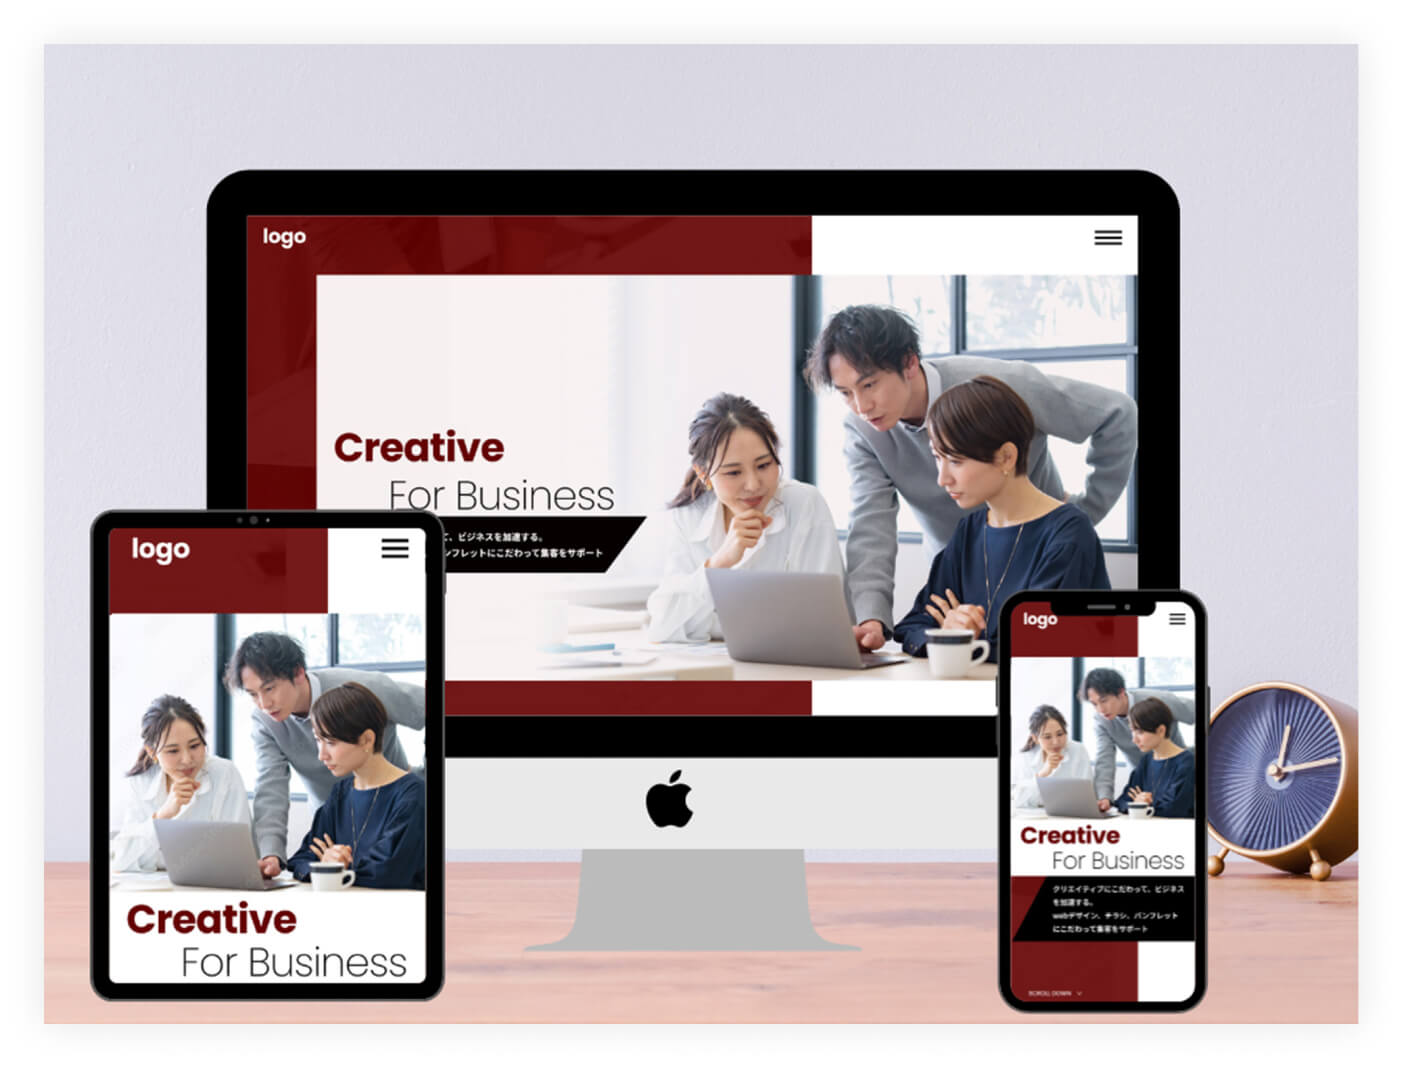 logo
Creative
For Business
、ビジネスを加速する。
ンフレットにこだわって集客をサポート
logo
Creative
For Business
logo
Creative
For Business
クリエイティブにこだわって、ビジネス
を加速する。
webデザイン、チラシ、パンフレット
にこだわって集客をサポート
SCROLL DOWN